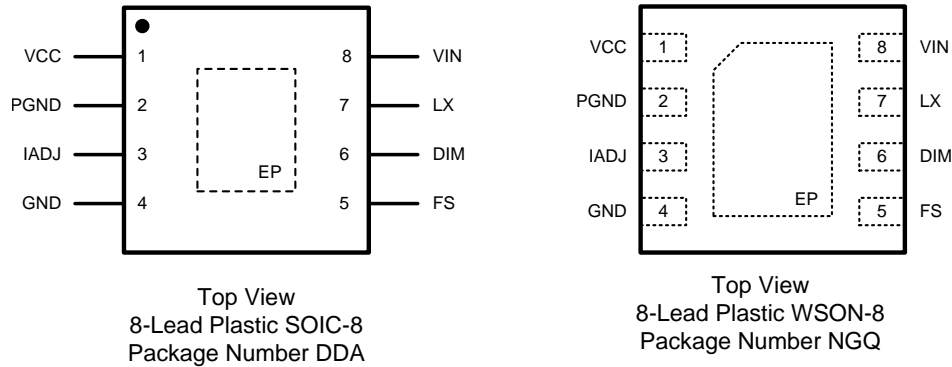 VCC 1 8 VIN
PGND 2 7 LX
IADJ 3 6 DIM
EP
GND 4 5 FS
Top View
8-Lead Plastic SOIC-8
Package Number DDA
VCC 1 8 VIN
PGND 2 7 LX
IADJ 3 6 DIM
EP
GND 4 5 FS
Top View
8-Lead Plastic WSON-8
Package Number NGQ